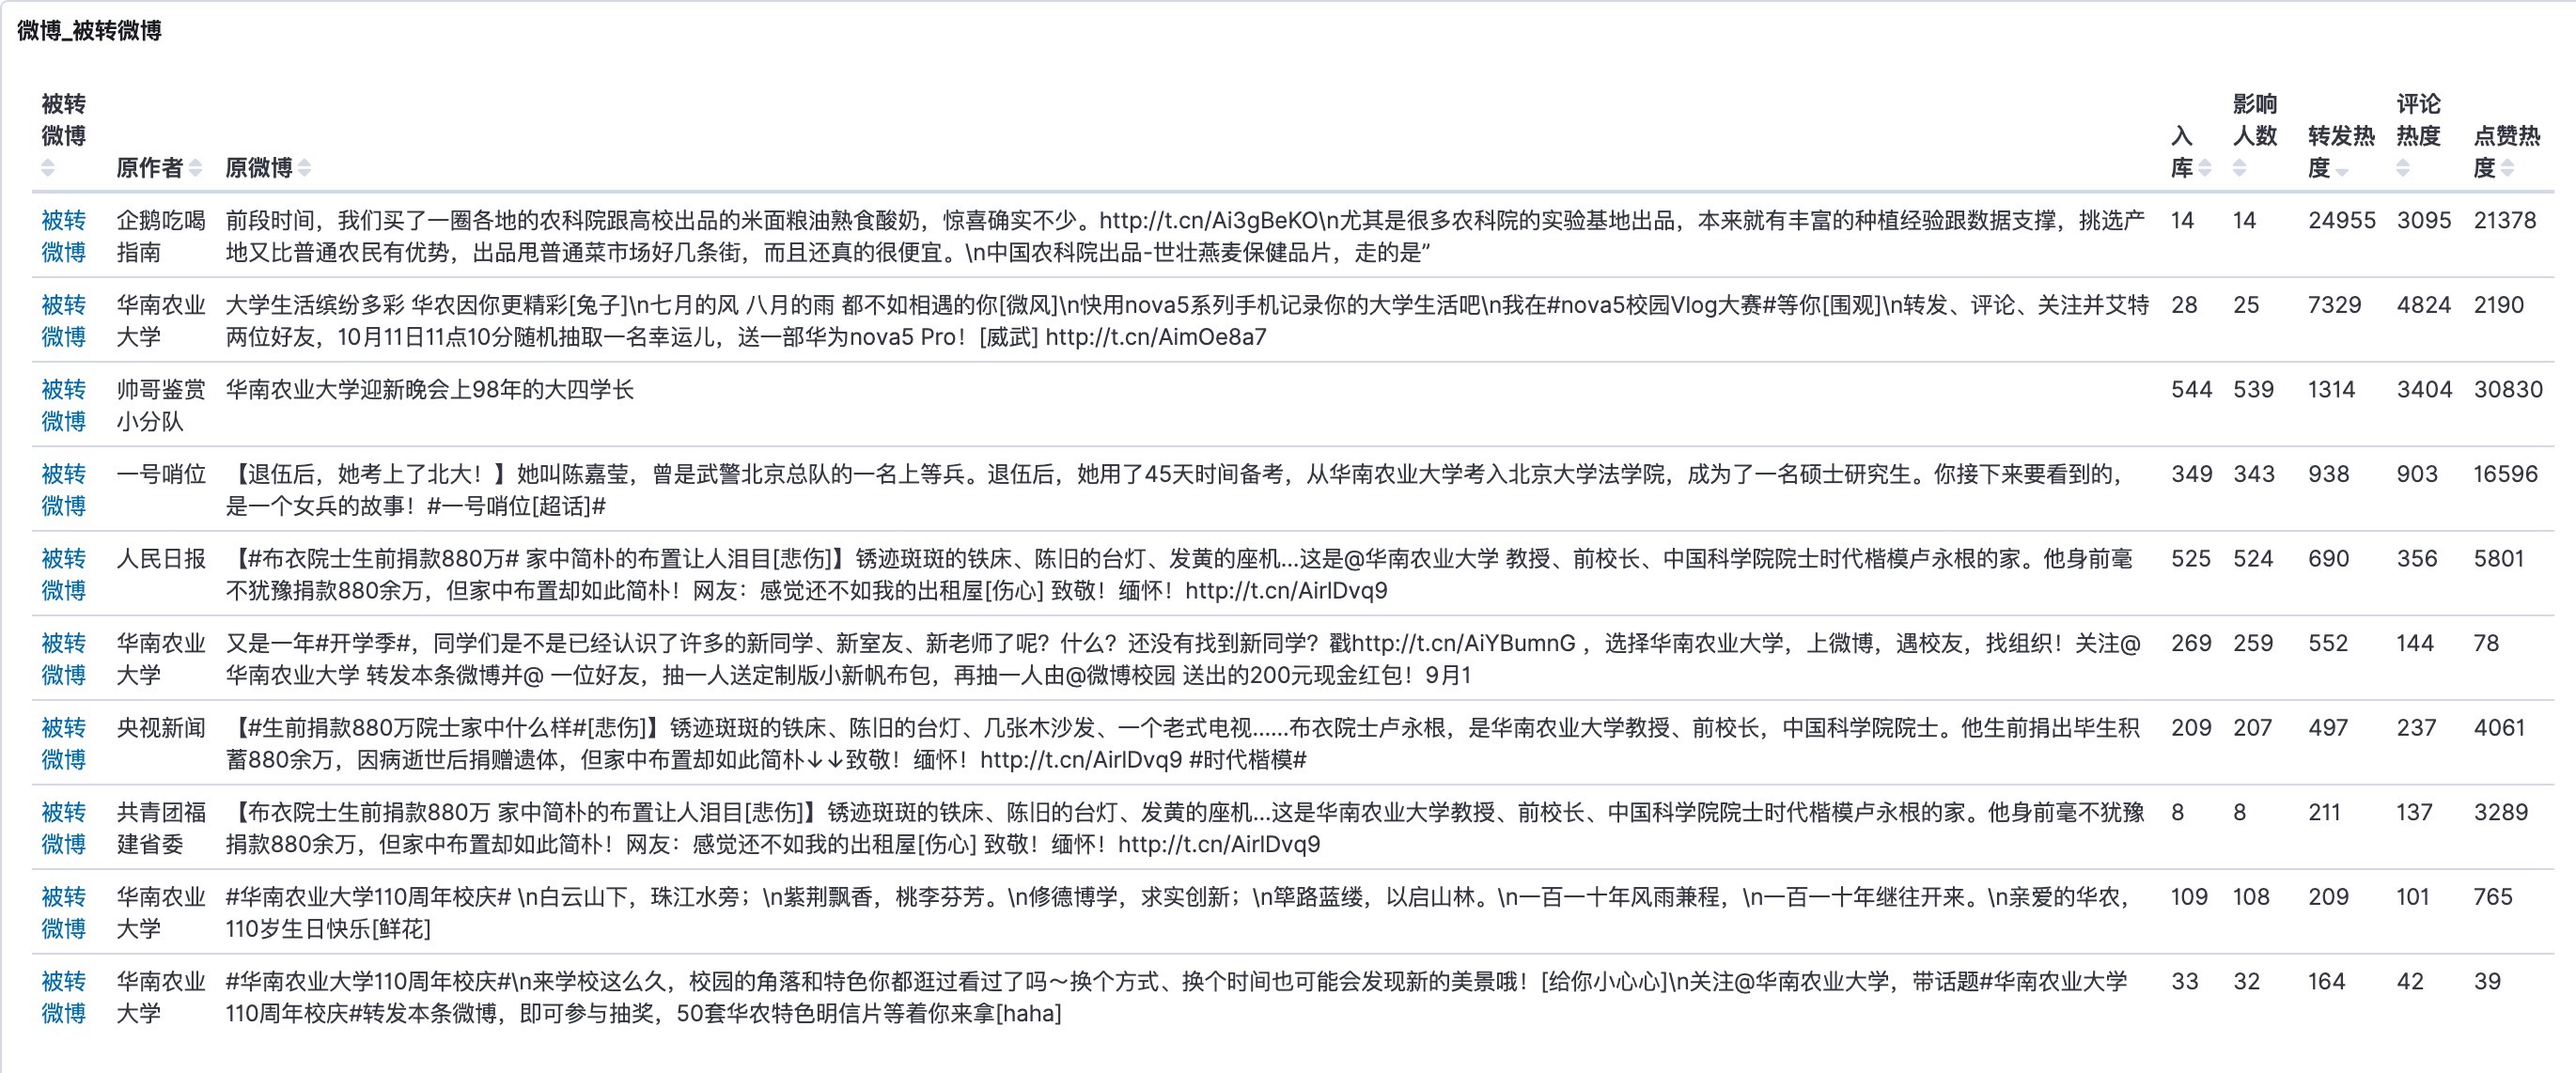 微博_被转微博
被转微博 原作者 原微博 入库 影响人数 转发热度 评论热度 点赞热度
被转 企鹅吃喝 前段时间，我们买了一圈各地的农科院跟高校出品的米面粮油熟食酸奶，惊喜确实不少。http://t.cn/Ai3gBeKO\n尤其是很多农科院的实验基地出品，本来就有丰富的种植经验跟数据支撑，挑选产 14 14 24955 3095 21378
微博 指南 地又比普通农民有优势，出品甩普通菜市场好几条街，而且还真的很便宜。\n中国农科院出品-世壮燕麦保健品片，走的是”
被转 华南农业 大学生活缤纷多彩 华农因你更精彩[兔子]\n七月的风 八月的雨 都不如相遇的你[微风]\n快用nova5系列手机记录你的大学生活吧\n我在#nova5校园Vlog大赛#等你[围观]\n转发、评论、关注并艾特 28 25 7329 4824 2190
微博 大学 两位好友，10月11日11点10分随机抽取一名幸运儿，送一部华为nova5 Pro！[威武] http://t.cn/AimOe8a7
被转 帅哥鉴赏 华南农业大学迎新晚会上98年的大四学长 544 539 1314 3404 30830
微博 小分队
被转 一号哨位 【退伍后，她考上了北大！】她叫陈嘉莹，曾是武警北京总队的一名上等兵。退伍后，她用了45天时间备考，从华南农业大学考入北京大学法学院，成为了一名硕士研究生。你接下来要看到的， 349 343 938 903 16596
微博 是一个女兵的故事！#一号哨位[超话]#
被转 人民日报 【#布衣院士生前捐款880万# 家中简朴的布置让人泪目[悲伤]】锈迹斑斑的铁床、陈旧的台灯、发黄的座机...这是@华南农业大学 教授、前校长、中国科学院院士时代楷模卢永根的家。他身前毫 525 524 690 356 5801
微博 不犹豫捐款880余万，但家中布置却如此简朴！网友：感觉还不如我的出租屋[伤心] 致敬！缅怀！http://t.cn/AirlDvq9
被转 华南农业 又是一年#开学季#，同学们是不是已经认识了许多的新同学、新室友、新老师了呢？什么？还没有找到新同学？戳http://t.cn/AiYBumnG ，选择华南农业大学，上微博，遇校友，找组织！关注@ 269 259 552 144 78
微博 大学 华南农业大学 转发本条微博并@ 一位好友，抽一人送定制版小新帆布包，再抽一人由@微博校园 送出的200元现金红包！9月1
被转 央视新闻 【#生前捐款880万院士家中什么样#[悲伤]】锈迹斑斑的铁床、陈旧的台灯、几张木沙发、一个老式电视......布衣院士卢永根，是华南农业大学教授、前校长，中国科学院院士。他生前捐出毕生积 209 207 497 237 4061
微博 蓄880余万，因病逝世后捐赠遗体，但家中布置却如此简朴↓↓致敬！缅怀！http://t.cn/AirlDvq9 #时代楷模#
被转 共青团福 【布衣院士生前捐款880万 家中简朴的布置让人泪目[悲伤]】锈迹斑斑的铁床、陈旧的台灯、发黄的座机...这是华南农业大学教授、前校长、中国科学院院士时代楷模卢永根的家。他身前毫不犹豫 8 8 211 137 3289
微博 建省委 捐款880余万，但家中布置却如此简朴！网友：感觉还不如我的出租屋[伤心] 致敬！缅怀！http://t.cn/AirlDvq9
被转 华南农业 #华南农业大学110周年校庆# \n白云山下，珠江水旁；\n紫荆飘香，桃李芬芳。\n修德博学，求实创新；\n筚路蓝缕，以启山林。\n一百一十年风雨兼程，\n一百一十年继往开来。\n亲爱的华农， 109 108 209 101 765
微博 大学 110岁生日快乐[鲜花]
被转 华南农业 #华南农业大学110周年校庆#\n来学校这么久，校园的角落和特色你都逛过看过了吗～换个方式、换个时间也可能会发现新的美景哦！[给你小心心]\n关注@华南农业大学，带话题#华南农业大学 33 32 164 42 39
微博 大学 110周年校庆#转发本条微博，即可参与抽奖，50套华农特色明信片等着你来拿[haha]